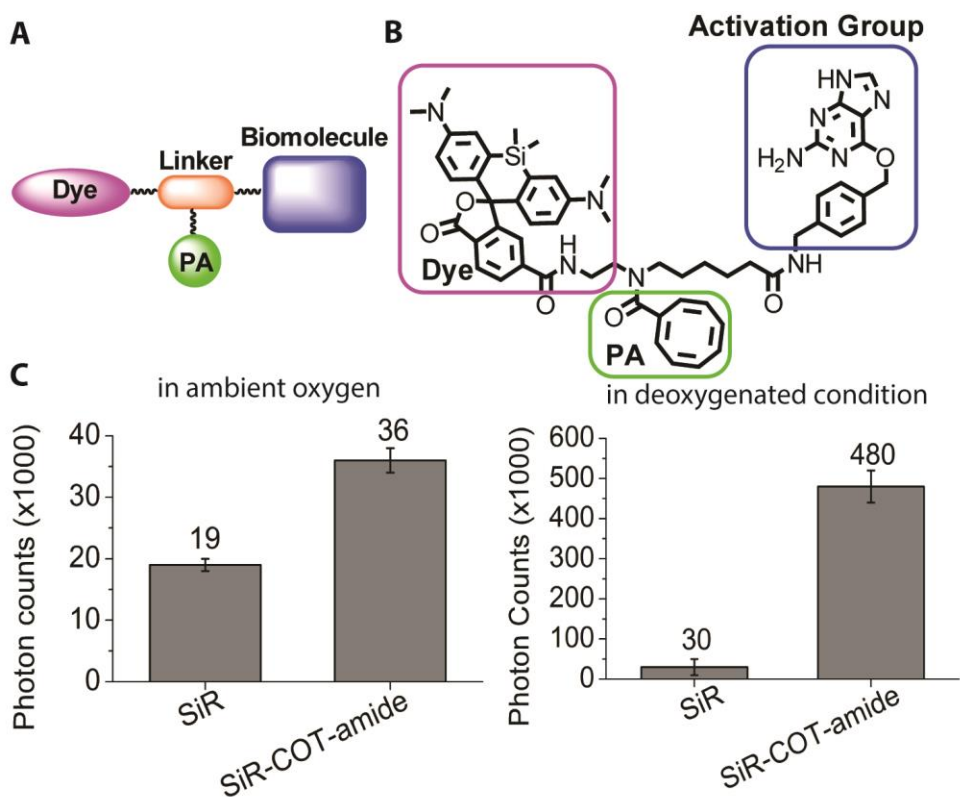 A
Dye
Linker
Biomolecule
PA
B
Activation Group
HN
N
N
H₂N
N
O
N
Si
N
O
O
Dye
H
N
O
N
O
NH
O
PA
C
in ambient oxygen
Photon counts (x1000)
40
30
20
10
0
19
36
SiR
SiR-COT-amide
in deoxygenated condition
Photon Counts (x1000)
600
500
400
300
200
100
0
30
480
SiR
SiR-COT-amide